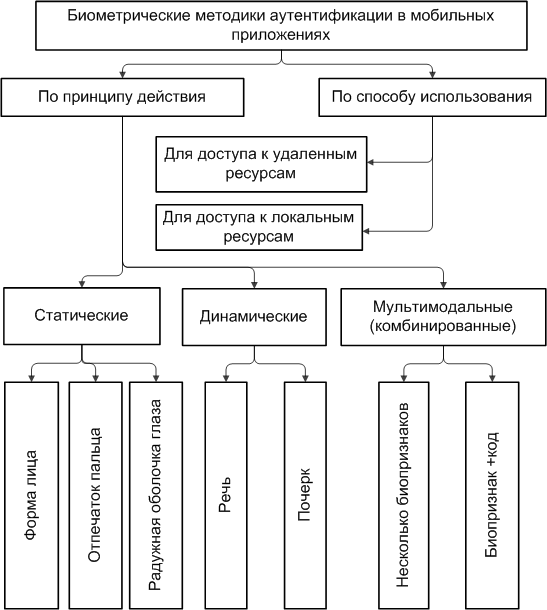 Биометрические методики аутентификации в мобильных
приложениях
По принципу действия
По способу использования
Для доступа к удаленным
ресурсам
Для доступа к локальным
ресурсам
Статические
Динамические
Мультимодальные
(комбинированные)
Форма лица
Отпечаток пальца
Радужная оболочка глаза
Речь
Почерк
Несколько биопризнаков
Биопризнак +код